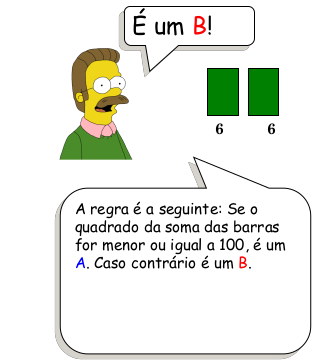 É um B!
6 6
A regra é a seguinte: Se o
quadrado da soma das barras
for menor ou igual a 100, é um
A. Caso contrário é um B.